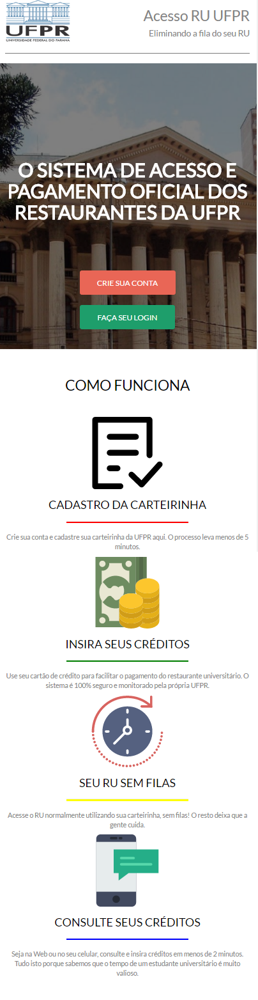 UFPR
UNIVERSIDADE FEDERAL DO PARANÁ
Acesso RU UFPR
Eliminando a fila do seu RU
O SISTEMA DE ACESSO E
PAGAMENTO OFICIAL DOS
RESTAURANTES DA UFPR
CRIE SUA CONTA
FAÇA SEU LOGIN
COMO FUNCIONA
CADASTRO DA CARTEIRINHA
Crie sua conta e cadastre sua carteirinha da UFPR aqui. O processo leva menos de 5
minutos.
INSIRA SEUS CRÉDITOS
Use seu cartão de crédito para facilitar o pagamento do restaurante universitário. O
sistema é 100% seguro e monitorado pela própria UFPR.
SEU RU SEM FILAS
Acesse o RU normalmente utilizando sua carteirinha, sem filas! O resto deixa que a
gente cuida.
CONSULTE SEUS CRÉDITOS
Seja na Web ou no seu celular, consulte e insira créditos em menos de 2 minutos.
Tudo isto porque sabemos que o tempo de um estudante universitário é muito
valioso.